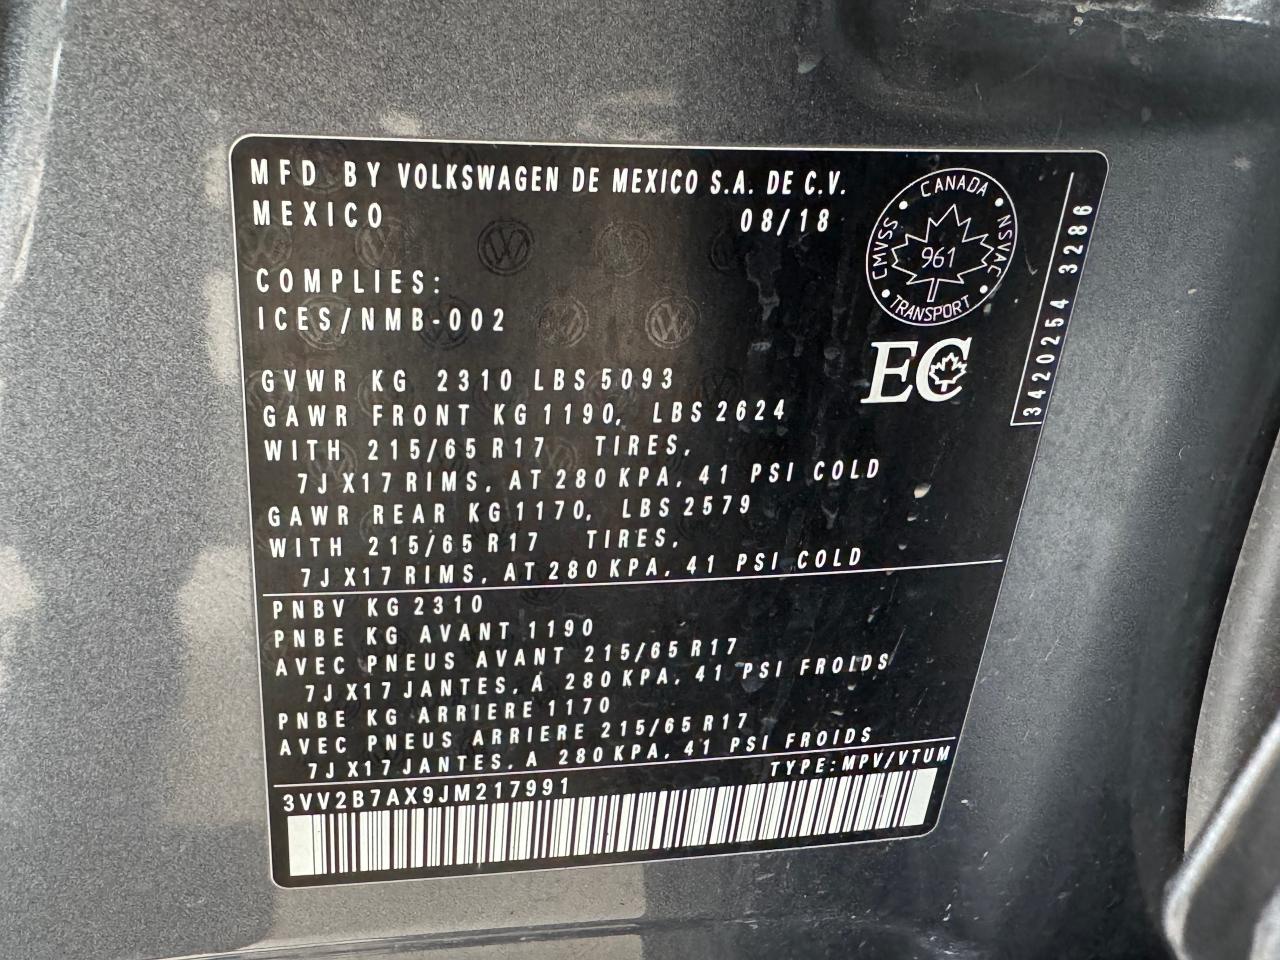 MFD BY VOLKSWAGEN DE MEXICO S.A. DE C.V.
MEXICO 08/18
CANADA
CMVSS
NSVAC
961
TRANSPORT
COMPLIES:
ICES/NMB-002
EC
3420254 3286
GVWR KG 2310 LBS 5093
GAWR FRONT KG 1190, LBS 2624
WITH 215/65 R17 TIRES,
7J X17 RIMS, AT 280 KPA, 41 PSI COLD
GAWR REAR KG 1170, LBS 2579
WITH 215/65 R17 TIRES,
7J X17 RIMS, AT 280 KPA, 41 PSI COLD
PNBV KG 2310
PNBE KG AVANT 1190
AVEC PNEUS AVANT 215/65 R17
7J X17 JANTES, A 280 KPA, 41 PSI FROIDS
PNBE KG ARRIERE 1170
AVEC PNEUS ARRIERE 215/65 R17
7J X17 JANTES, A 280 KPA, 41 PSI FROIDS
TYPE: MPV/VTUM
3VV2B7AX9JM217991